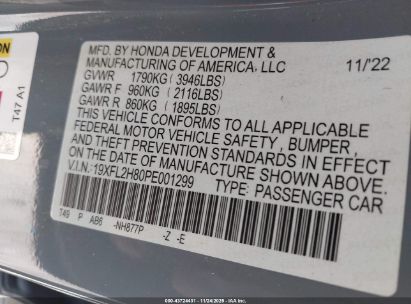 MFD. BY HONDA DEVELOPMENT &
MANUFACTURING OF AMERICA, LLC 11/'22
GVWR 1790KG (3946LBS)
GAWR F 960KG (2116LBS)
GAWR R 860KG (1895LBS)
THIS VEHICLE CONFORMS TO ALL APPLICABLE
FEDERAL MOTOR VEHICLE SAFETY , BUMPER,
AND THEFT PREVENTION STANDARDS IN EFFECT
ON THE DATE OF MANUFACTURE SHOWN ABOVE.
V.I.N.:19XFL2H80PE001299 TYPE: PASSENGER CAR
T49 P AB6 -NH877P -Z -E
T47 A1